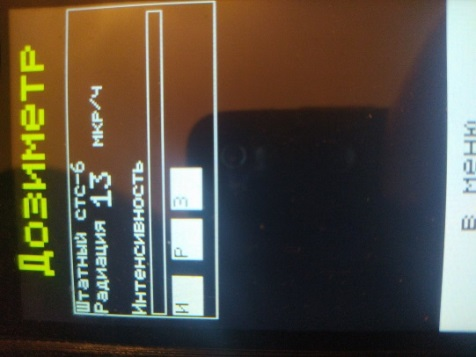 Дозиметр
Штатный стс-6
Радиация 13 мкр/ч
Интенсивность
И Р З
в меню